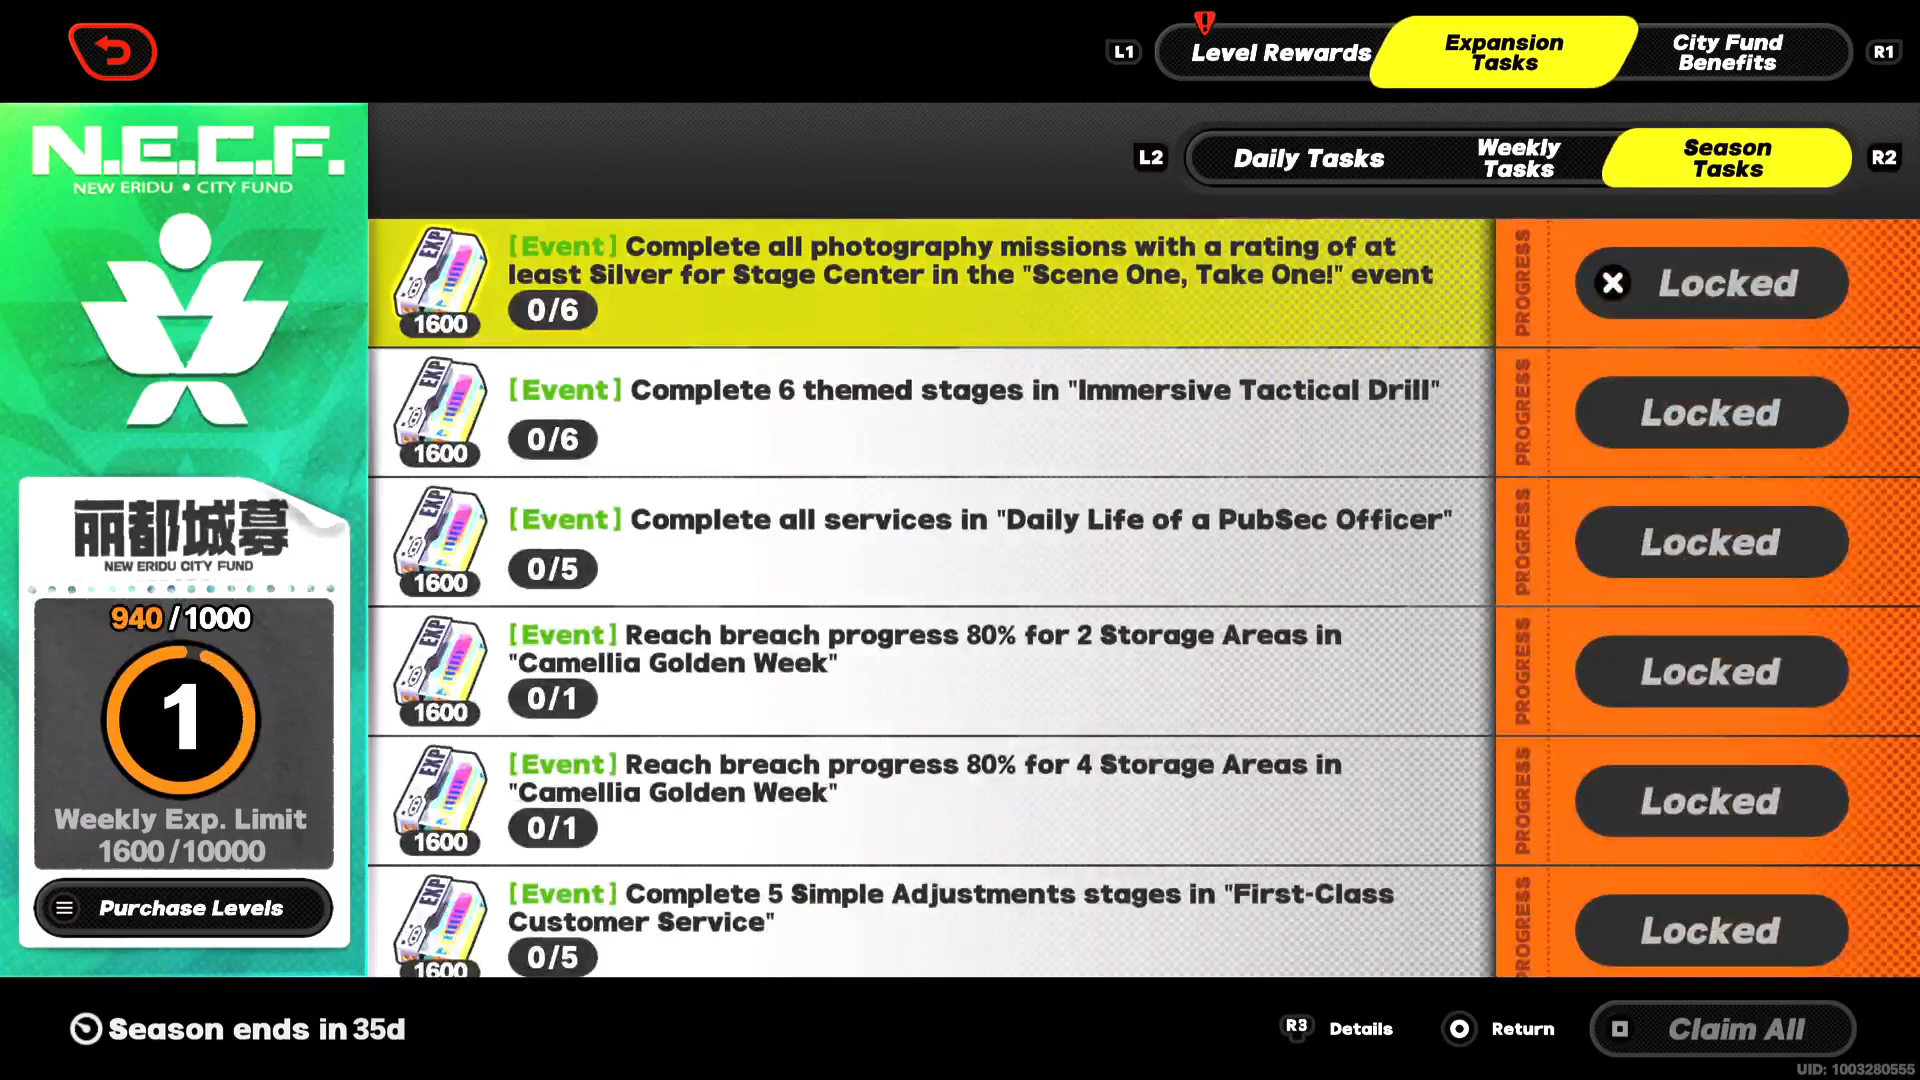 L1
Level Rewards
Expansion
Tasks
City Fund
Benefits
R1
L2
Daily Tasks
Weekly
Tasks
Season
Tasks
R2
N.E.C.F.
NEW ERIDU • CITY FUND
丽都城募
NEW ERIDU CITY FUND
940/1000
1
Weekly Exp. Limit
1600/10000
Purchase Levels
EXP
1600
[Event] Complete all photography missions with a rating of at
least Silver for Stage Center in the "Scene One, Take One!" event
0/6
PROGRESS
Locked
EXP
1600
[Event] Complete 6 themed stages in "Immersive Tactical Drill"
0/6
PROGRESS
Locked
EXP
1600
[Event] Complete all services in "Daily Life of a PubSec Officer"
0/5
PROGRESS
Locked
EXP
1600
[Event] Reach breach progress 80% for 2 Storage Areas in
"Camellia Golden Week"
0/1
PROGRESS
Locked
EXP
1600
[Event] Reach breach progress 80% for 4 Storage Areas in
"Camellia Golden Week"
0/1
PROGRESS
Locked
EXP
1600
[Event] Complete 5 Simple Adjustments stages in "First-Class
Customer Service"
0/5
PROGRESS
Locked
Season ends in 35d
R3
Details
Return
Claim All
UID: 1003280555